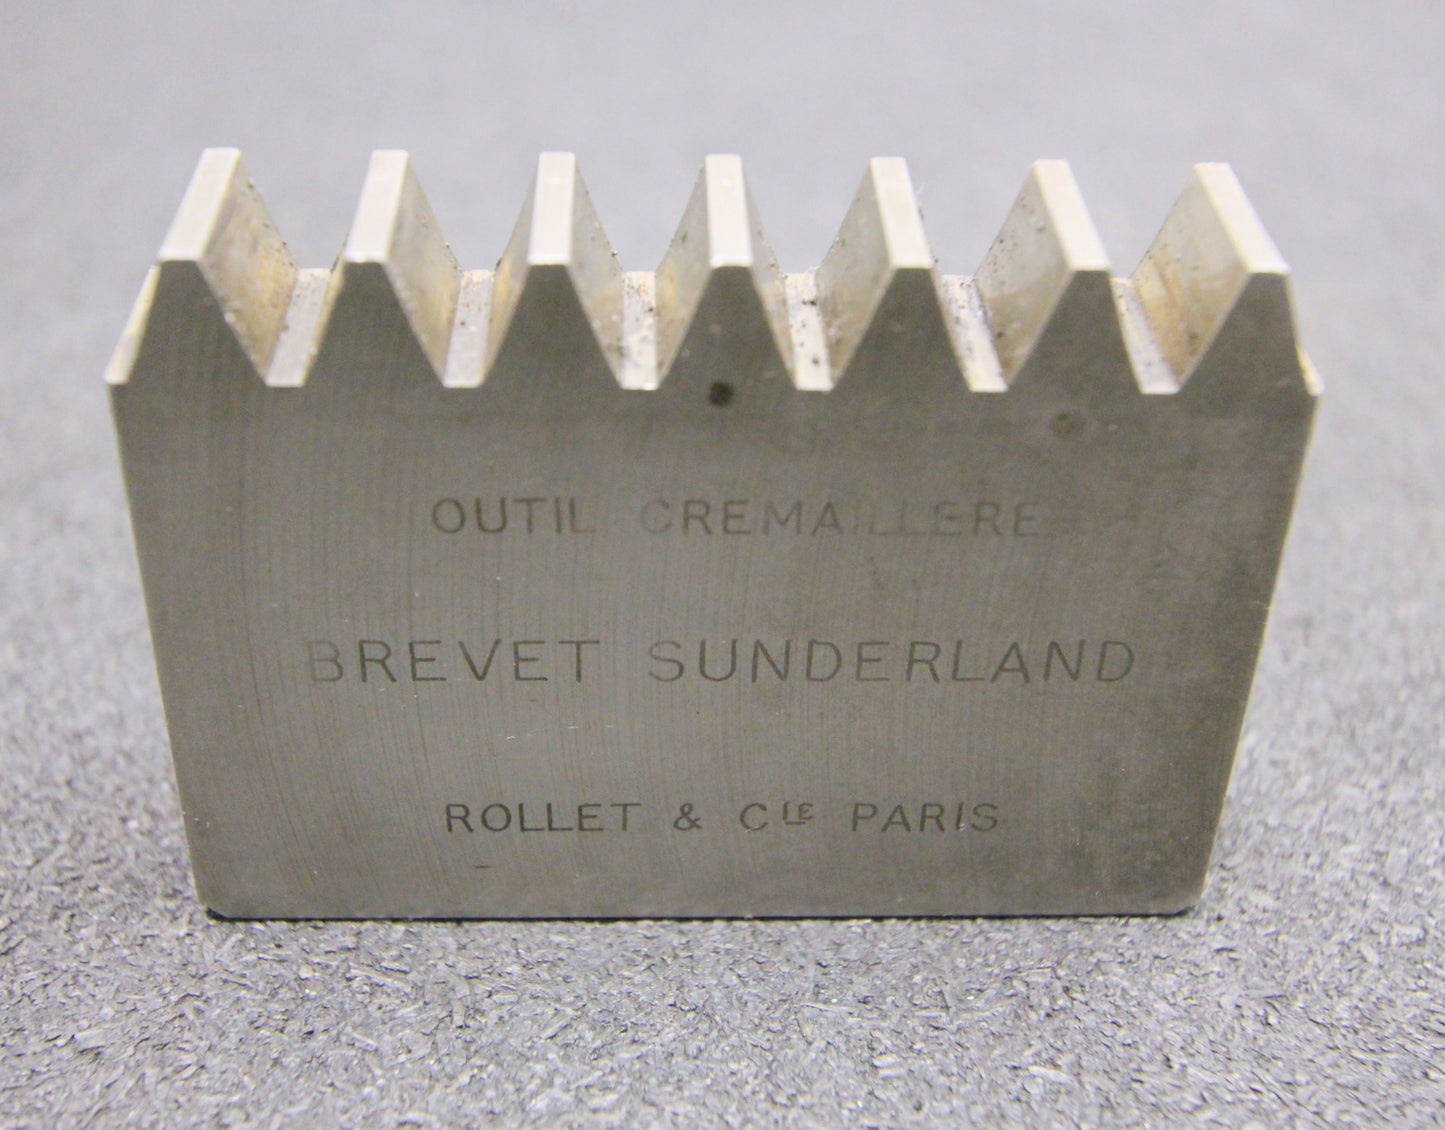 OUTIL CREMAILLERE
BREVET SUNDERLAND
ROLLET & CIE PARIS